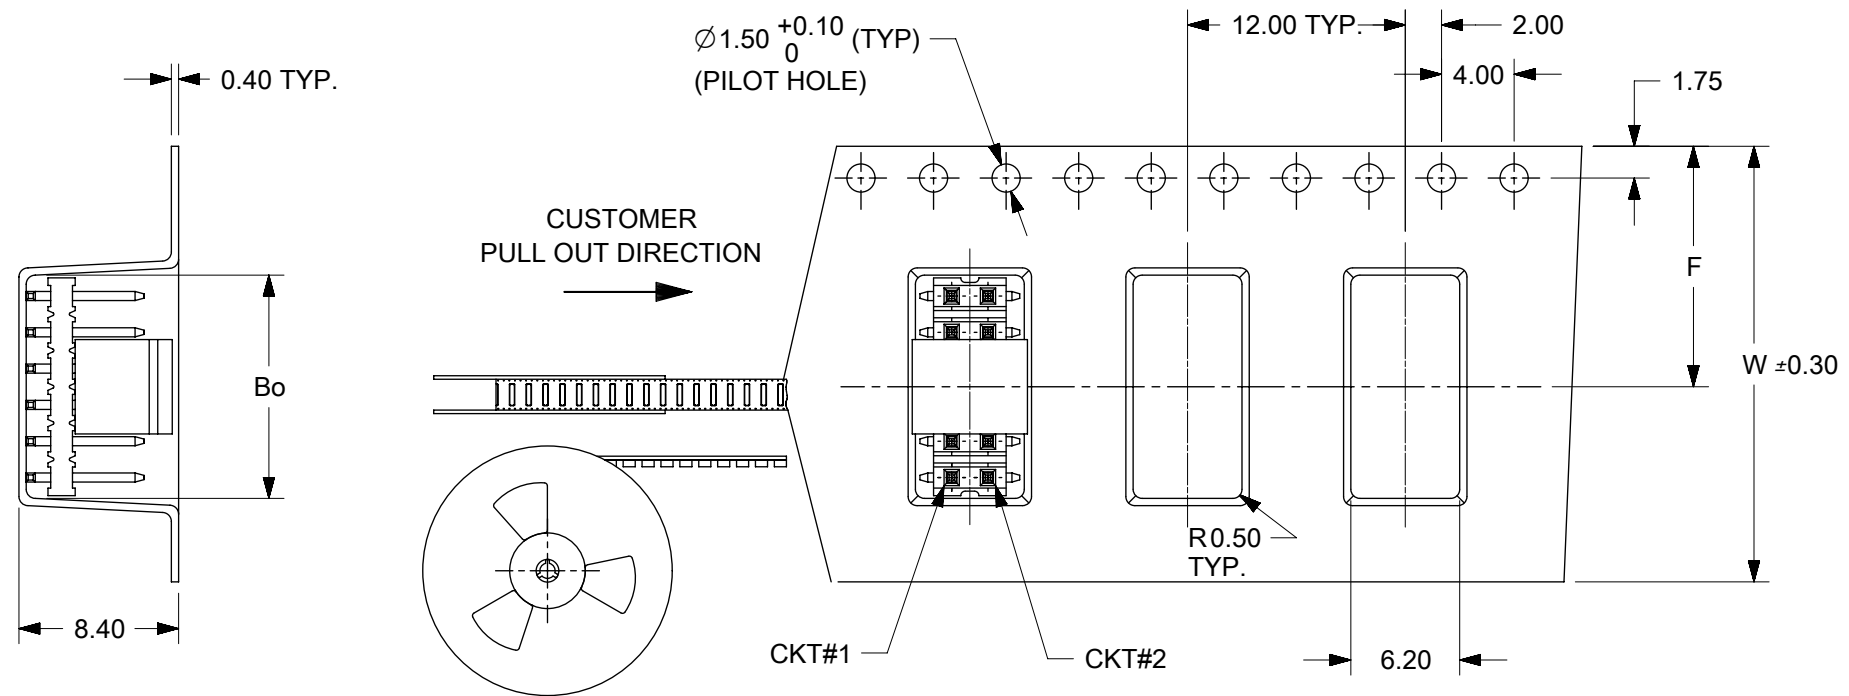 0.40 TYP.
Ø1.50 +0.10 (TYP)
0
(PILOT HOLE)
12.00 TYP.
2.00
4.00
1.75
CUSTOMER
PULL OUT DIRECTION
F
W ±0.30
Bo
R0.50
TYP.
8.40
CKT#1
CKT#2
6.20